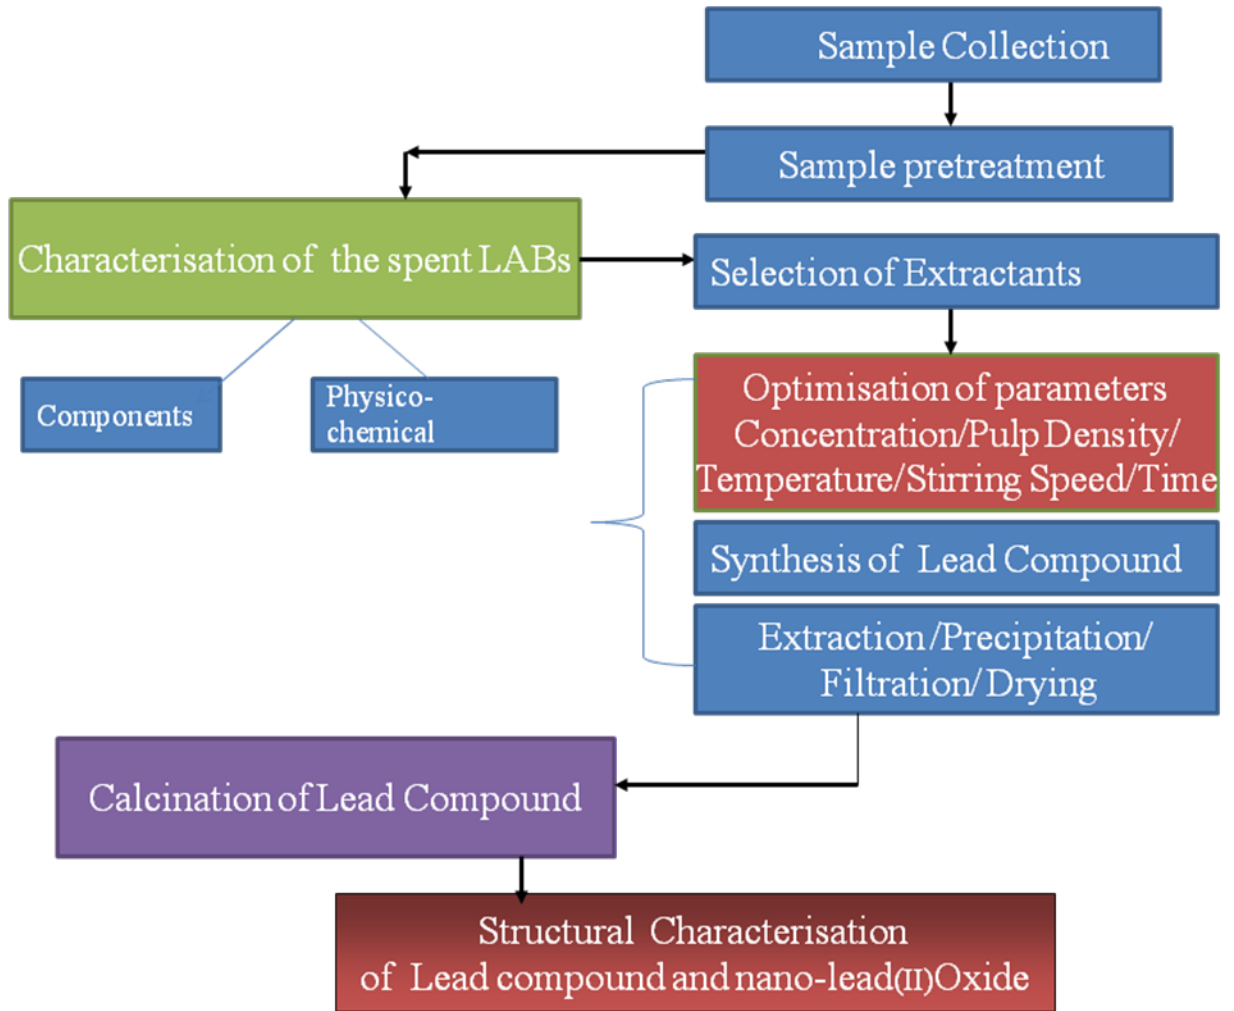 Sample Collection
Sample pretreatment
Characterisation of the spent LABs
Selection of Extractants
Components
Physico-
chemical
Optimisation of parameters
Concentration/Pulp Density/
Temperature/Stirring Speed/Time
Synthesis of Lead Compound
Extraction/Precipitation/
Filtration/Drying
Calcination of Lead Compound
Structural Characterisation
of Lead compound and nano-lead(II)Oxide